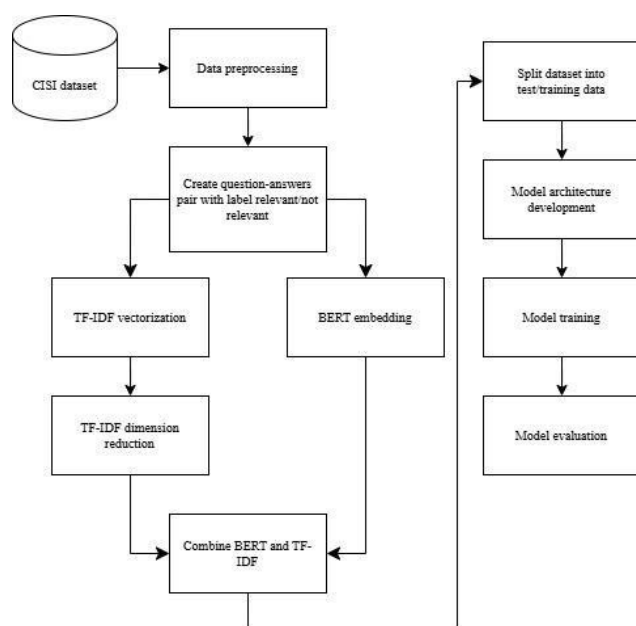 CISI dataset
Data preprocessing
Create question-answers
pair with label relevant/not
relevant
TF-IDF vectorization
BERT embedding
TF-IDF dimension
reduction
Combine BERT and TF-
IDF
Split dataset into
test/training data
Model architecture
development
Model training
Model evaluation